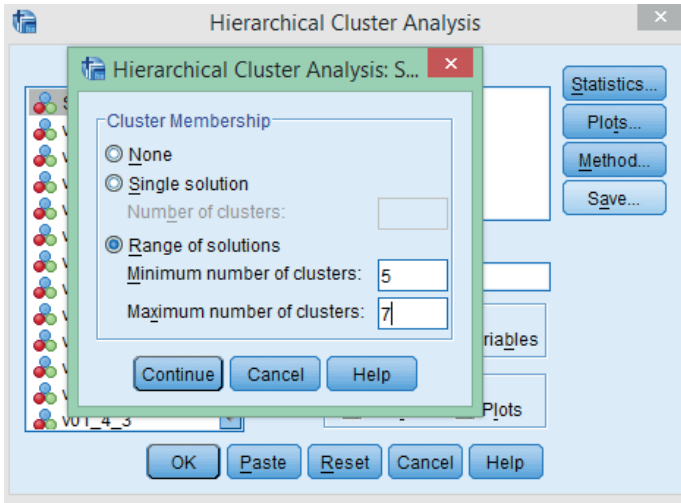 Hierarchical Cluster Analysis
Hierarchical Cluster Analysis: S...
Cluster Membership
None
Single solution
Number of clusters:
Range of solutions
Minimum number of clusters: 5
Maximum number of clusters: 7
Continue Cancel Help
Statistics...
Plots...
Method...
Save...
riables
Plots
v01_4_3
OK Paste Reset Cancel Help